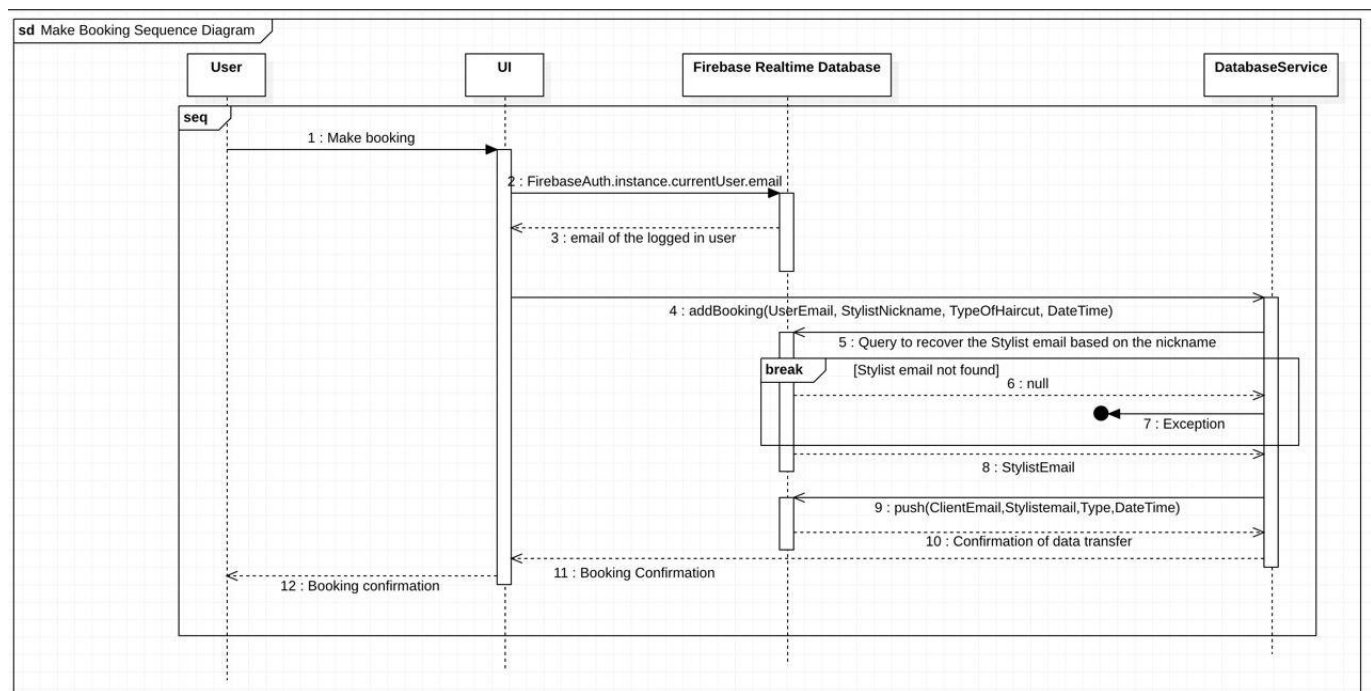 sd Make Booking Sequence Diagram
User
UI
Firebase Realtime Database
DatabaseService
seq
1 : Make booking
2 : FirebaseAuth.instance.currentUser.email
3 : email of the logged in user
4 : addBooking(UserEmail, StylistNickname, TypeOfHaircut, DateTime)
5 : Query to recover the Stylist email based on the nickname
break
[Stylist email not found]
6 : null
7 : Exception
8 : StylistEmail
9 : push(ClientEmail,Stylistemail,Type,DateTime)
10 : Confirmation of data transfer
11 : Booking Confirmation
12 : Booking confirmation